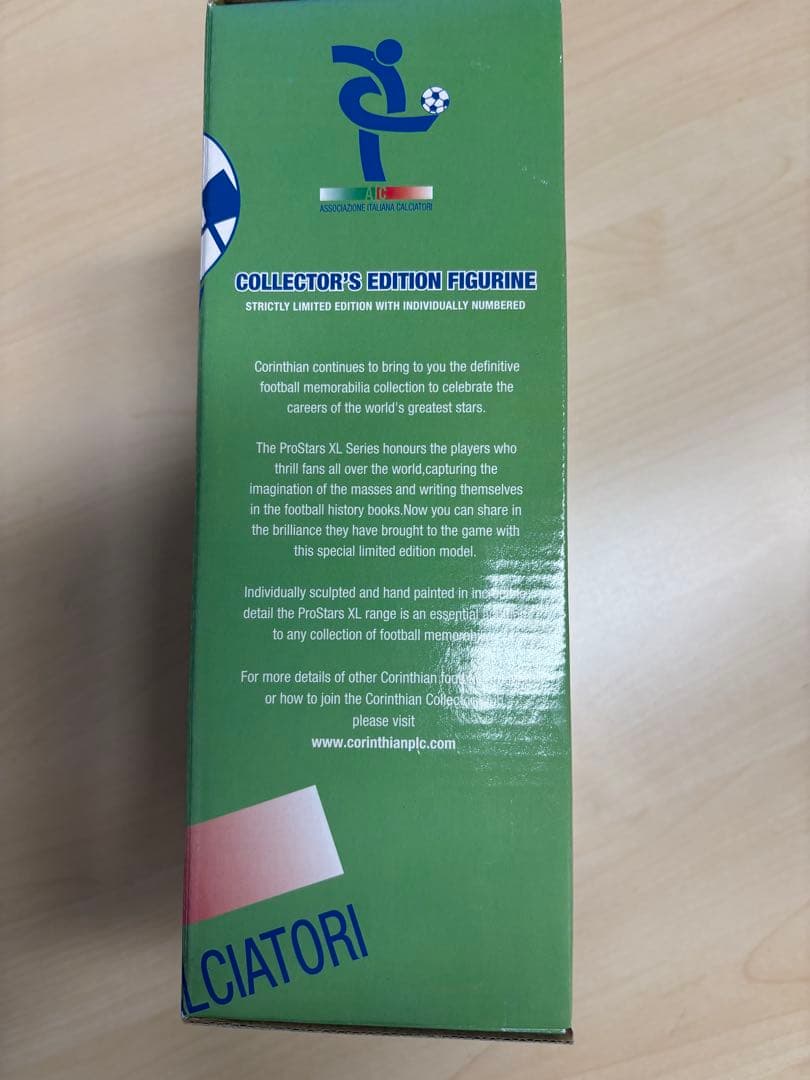 AIC
ASSOCIAZIONE ITALIANA CALCIATORI
COLLECTOR'S EDITION FIGURINE
STRICTLY LIMITED EDITION WITH INDIVIDUALLY NUMBERED
Corinthian continues to bring to you the definitive
football memorabilia collection to celebrate the
careers of the world's greatest stars.
The ProStars XL Series honours the players who
thrill fans all over the world,capturing the
imagination of the masses and writing themselves
in the football history books.Now you can share in
the brilliance they have brought to the game with
this special limited edition model.
Individually sculpted and hand painted in
detail the ProStars XL range is an essential
to any collection of football
For more details of other Corinthian
or how to join the Corinthian
please visit
www.corinthianplc.com
LCIATORI